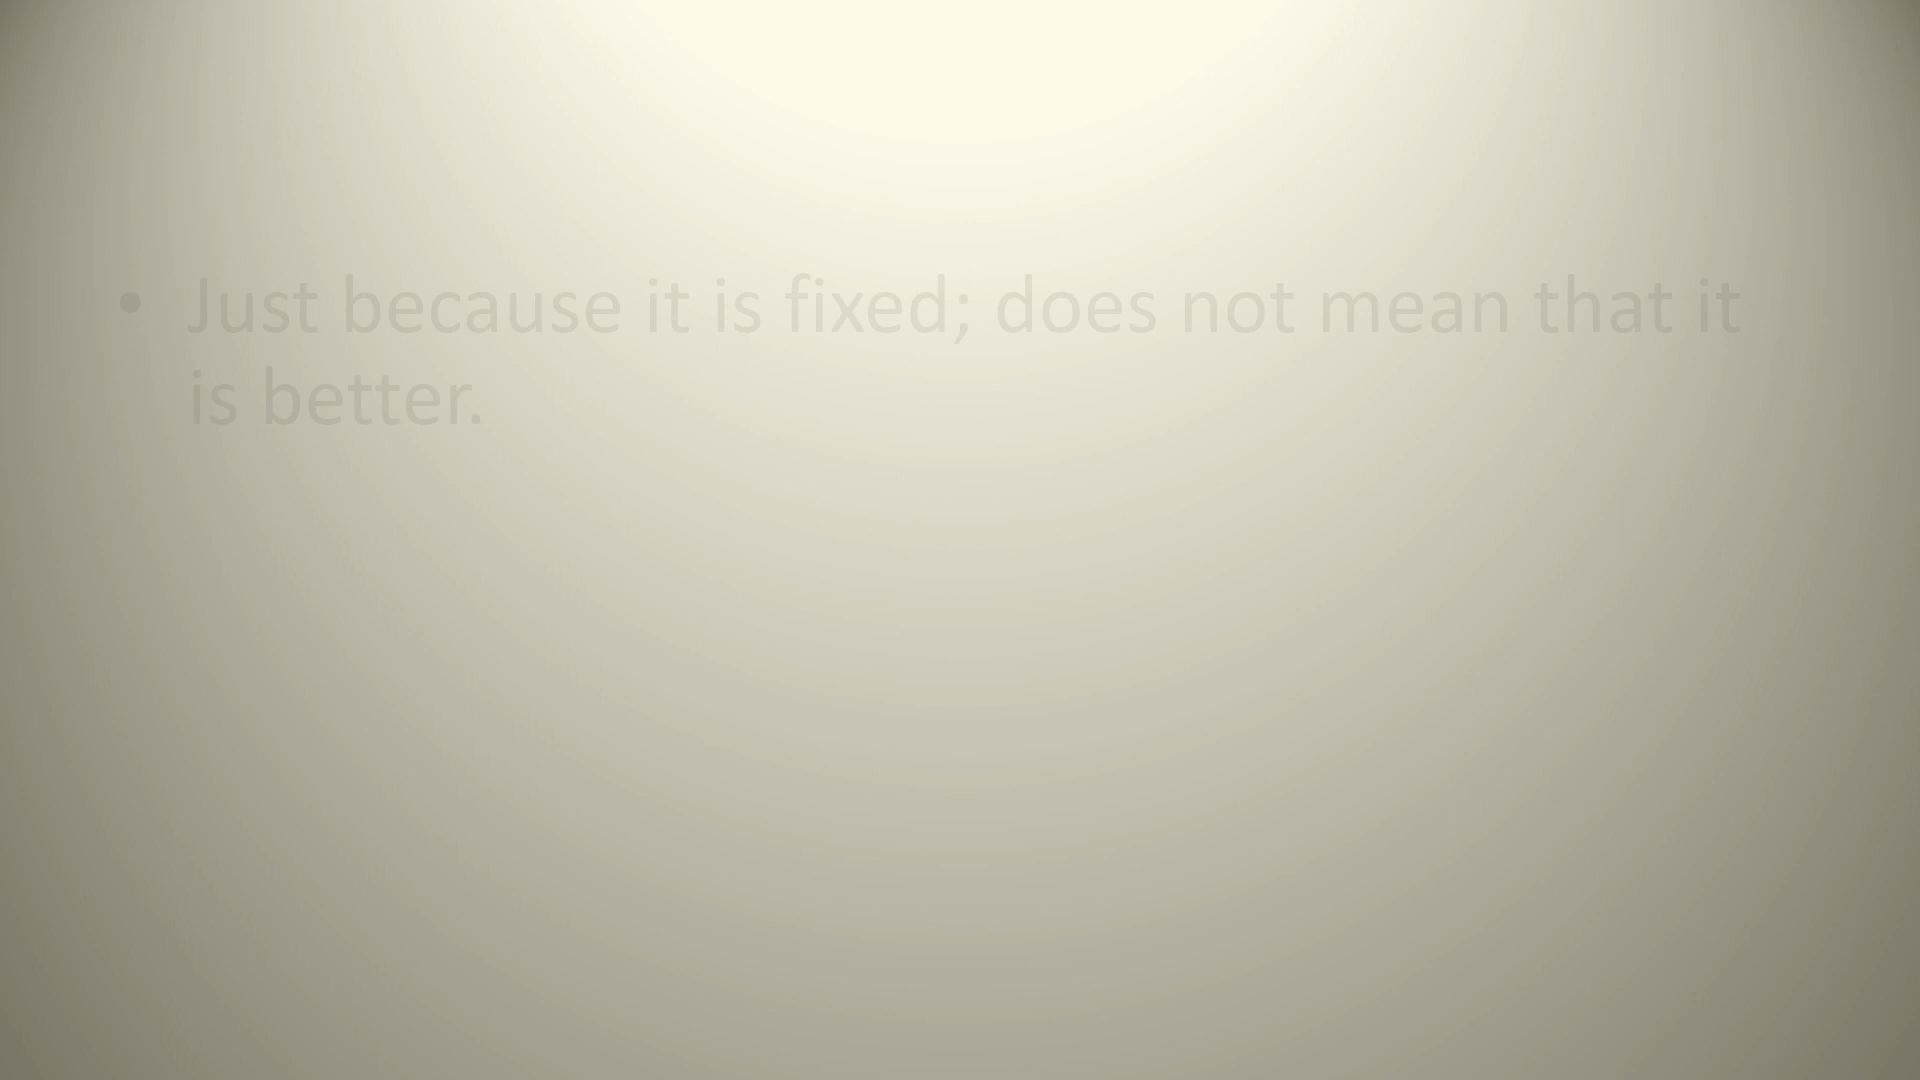 • Just because it is fixed; does not mean that it
is better.